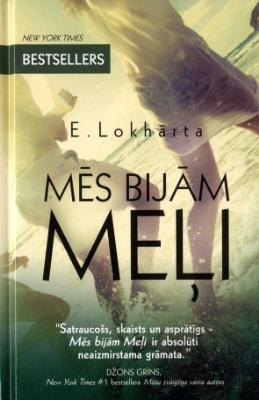 NEW YORK TIMES
BESTSELLERS
E. Lokhārta
MĒS BIJĀM
MEĻI
"Satraucošs, skaists un asprātīgs -
Mēs bijām Meļi ir absolūti
neaizmirstama grāmata."
DŽONS GRĪNS,
New York Times #1 bestsellera Mūsu zvaigžņu vaina autors